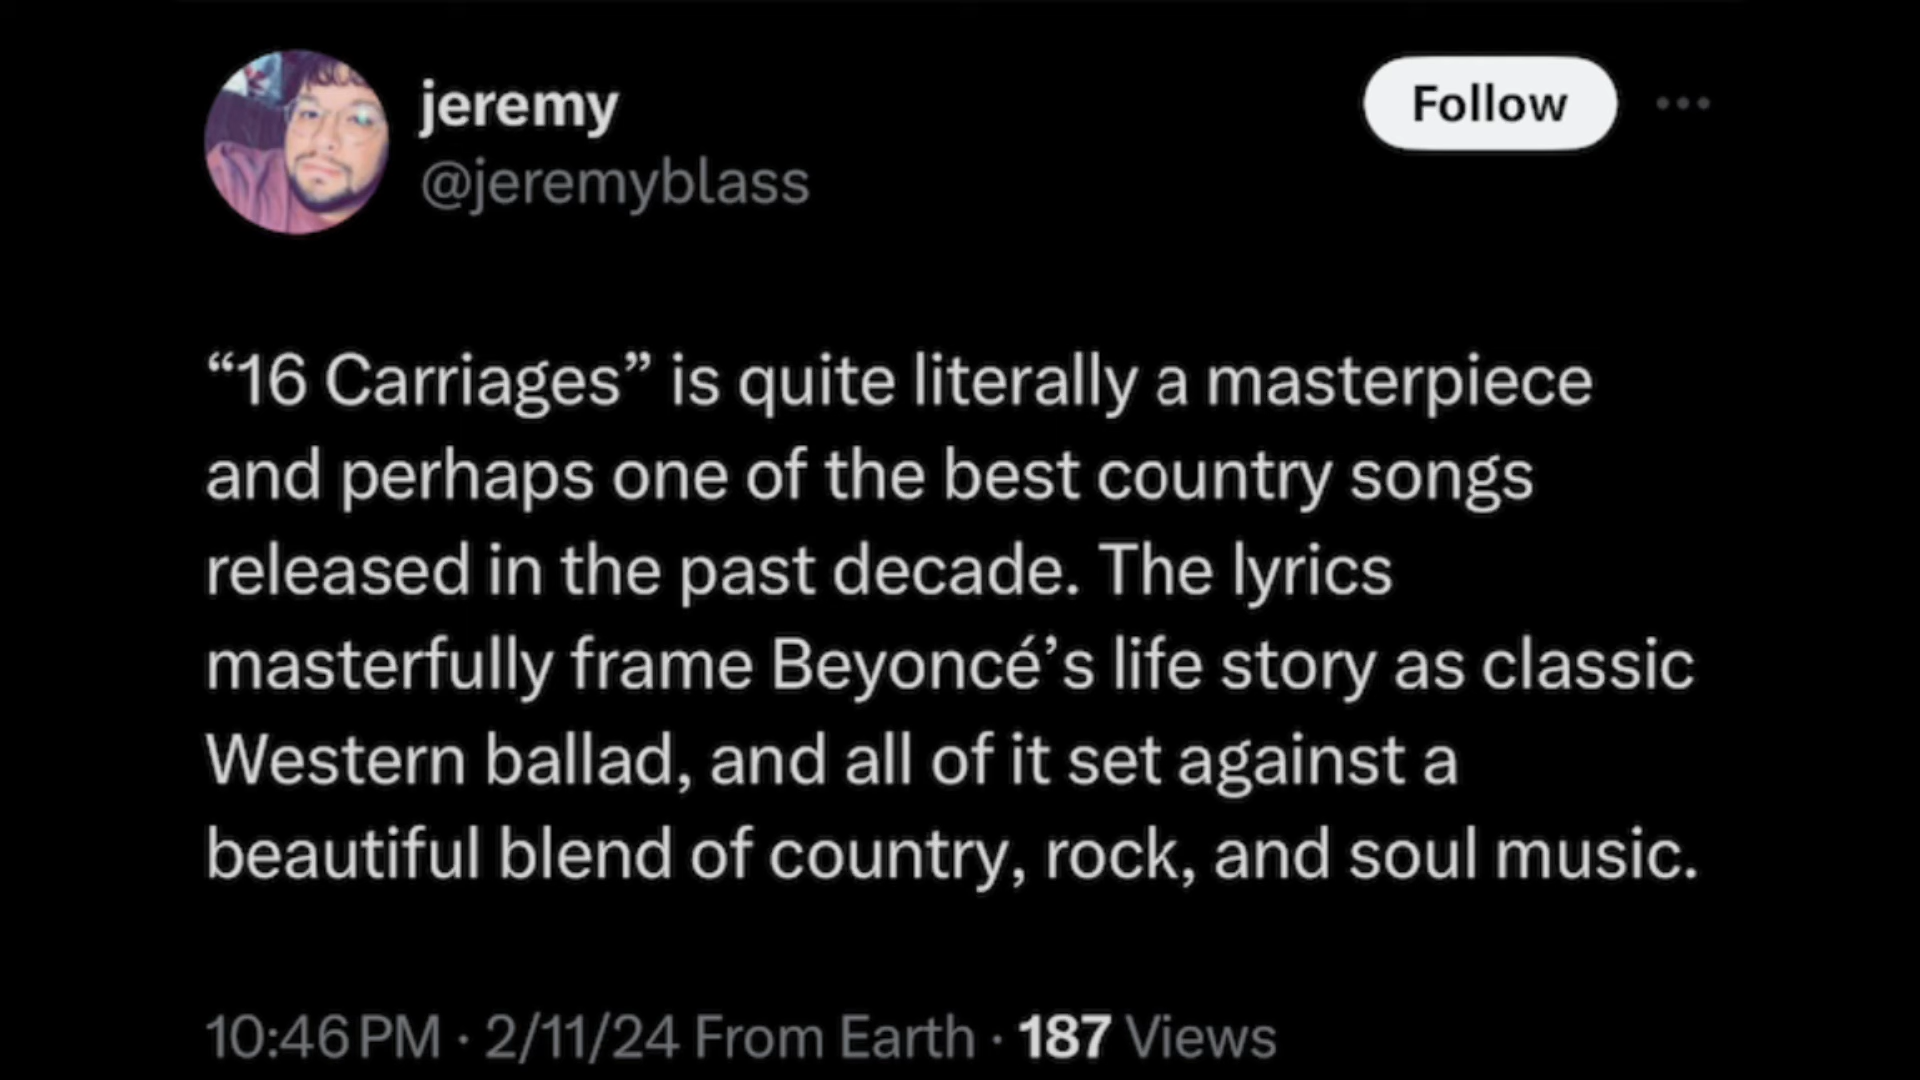 jeremy
@jeremyblass
Follow
“16 Carriages” is quite literally a masterpiece
and perhaps one of the best country songs
released in the past decade. The lyrics
masterfully frame Beyoncé’s life story as classic
Western ballad, and all of it set against a
beautiful blend of country, rock, and soul music.
10:46 PM · 2/11/24 From Earth · 187 Views